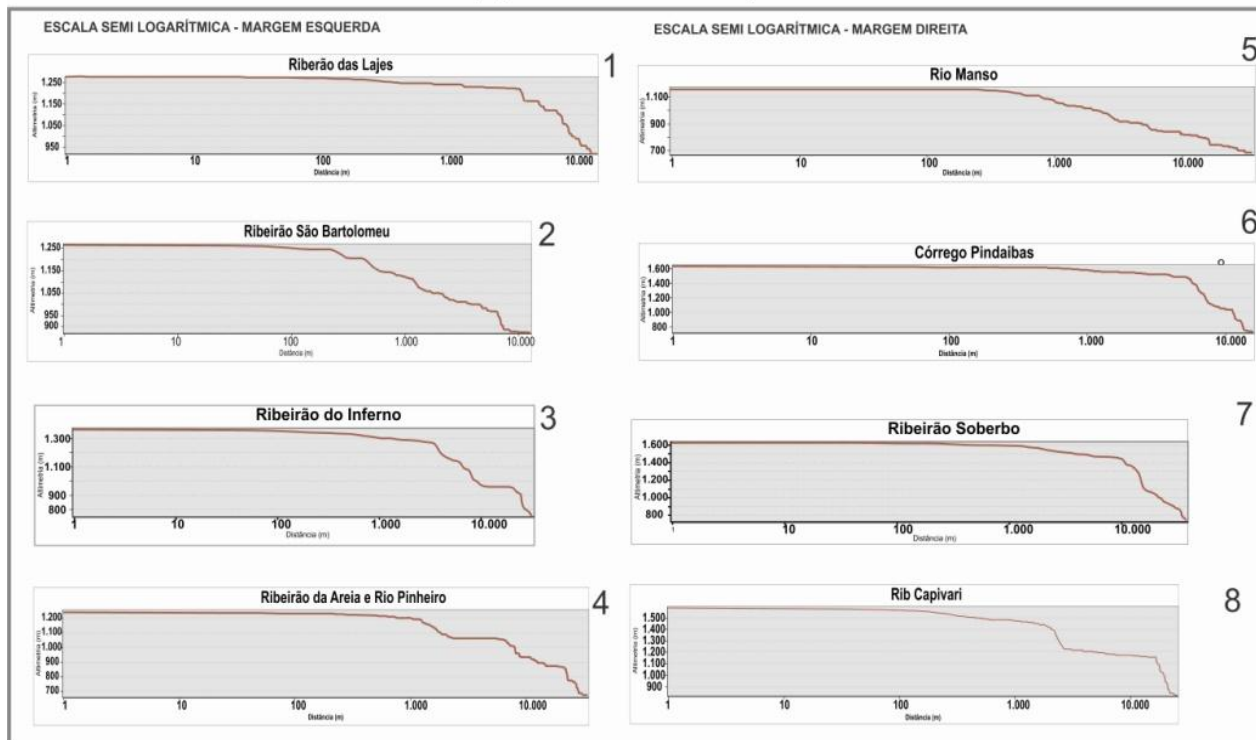 ESCALA SEMI LOGARÍTMICA - MARGEM ESQUERDA
Riberão das Lajes
1
Altimetria (m)
1.250
1.150
1.050
950
1 10 100 1.000 10.000
Distância (m)
Ribeirão São Bartolomeu
2
Altimetria (m)
1.250
1.150
1.050
950
900
1 10 100 1.000 10.000
Distância (m)
Ribeirão do Inferno
3
Altimetria (m)
1.300
1.100
900
800
1 10 100 1.000 10.000
Distância (m)
Ribeirão da Areia e Rio Pinheiro
4
Altimetria (m)
1.200
1.100
1.000
900
800
700
1 10 100 1.000 10.000
Distância (m)
ESCALA SEMI LOGARÍTMICA - MARGEM DIREITA
5
Rio Manso
Altimetria (m)
1.100
900
700
1 10 100 1.000 10.000
Distância (m)
6
Córrego Pindaibas
Altimetria (m)
1.600
1.400
1.200
1.000
800
1 10 100 1.000 10.000
Distância (m)
7
Ribeirão Soberbo
Altimetria (m)
1.600
1.400
1.200
1.000
800
1 10 100 1.000 10.000
Distância (m)
8
Rib Capivari
Altimetria (m)
1.500
1.400
1.300
1.200
1.100
1.000
900
1 10 100 1.000 10.000
Distância (m)